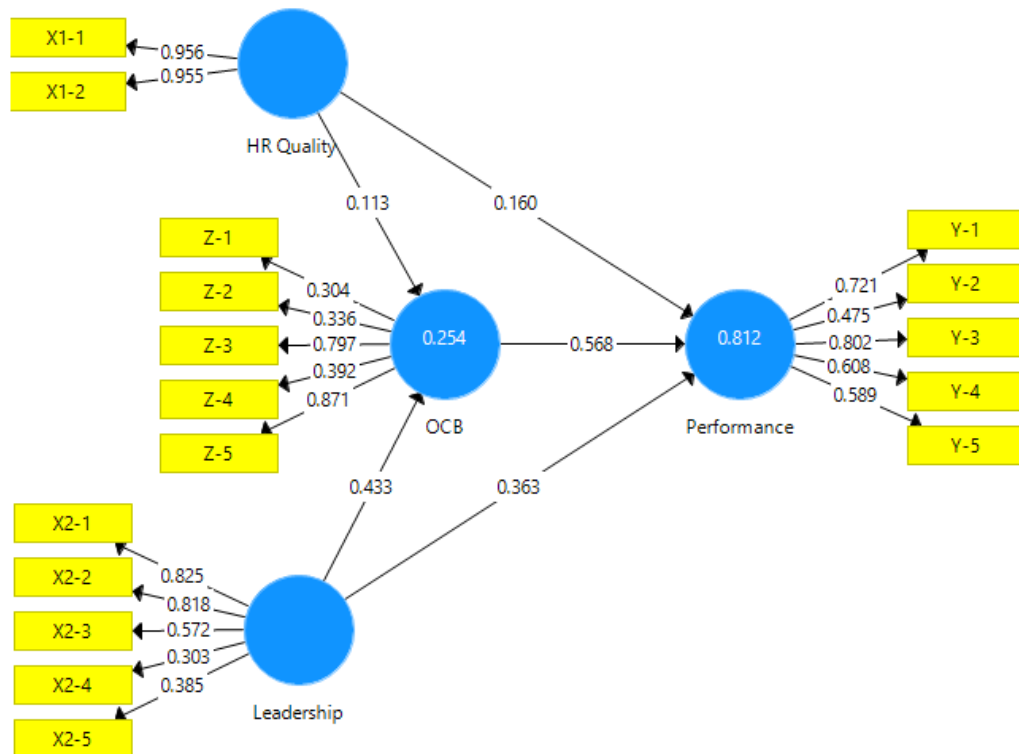 X1-1
0.956
0.955
X1-2
HR Quality
0.113
0.160
Z-1
0.304
Z-2
0.336
Z-3
0.797
Z-4
0.392
Z-5
0.871
0.254
OCB
0.568
0.812
Performance
Y-1
0.721
Y-2
0.475
Y-3
0.802
Y-4
0.608
Y-5
0.589
0.433
0.363
X2-1
0.825
X2-2
0.818
X2-3
0.572
X2-4
0.303
X2-5
0.385
Leadership